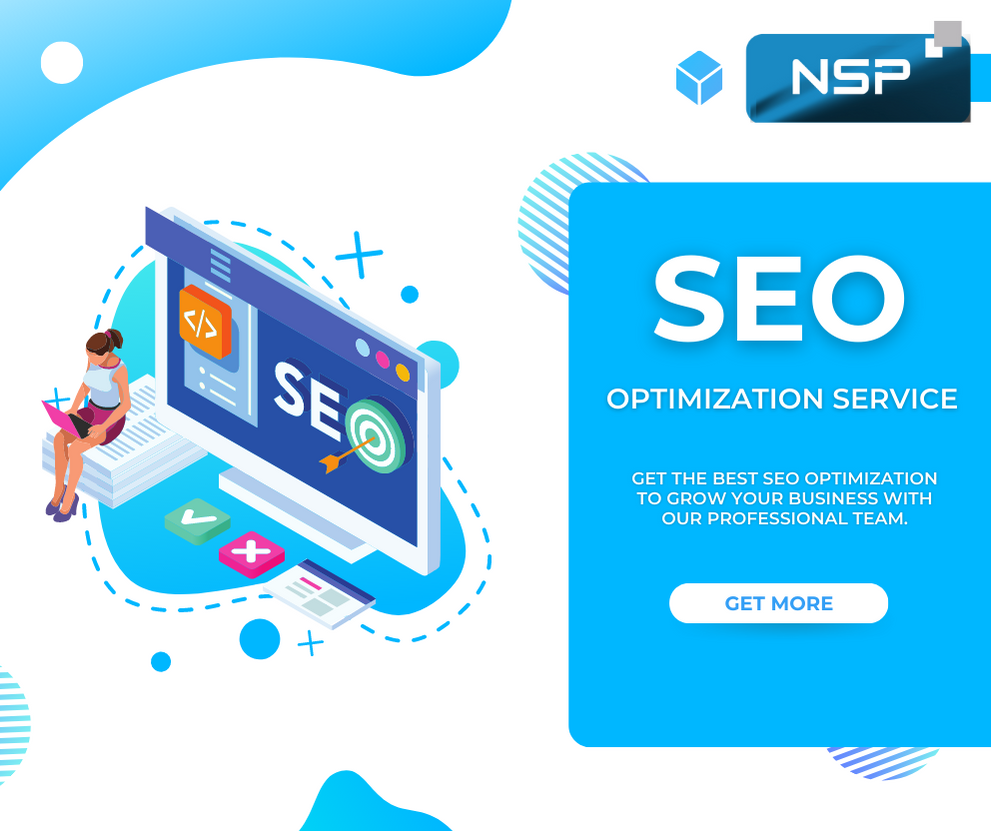 NSP
</>
SEO
SEO
OPTIMIZATION SERVICE
GET THE BEST SEO OPTIMIZATION
TO GROW YOUR BUSINESS WITH
OUR PROFESSIONAL TEAM.
GET MORE